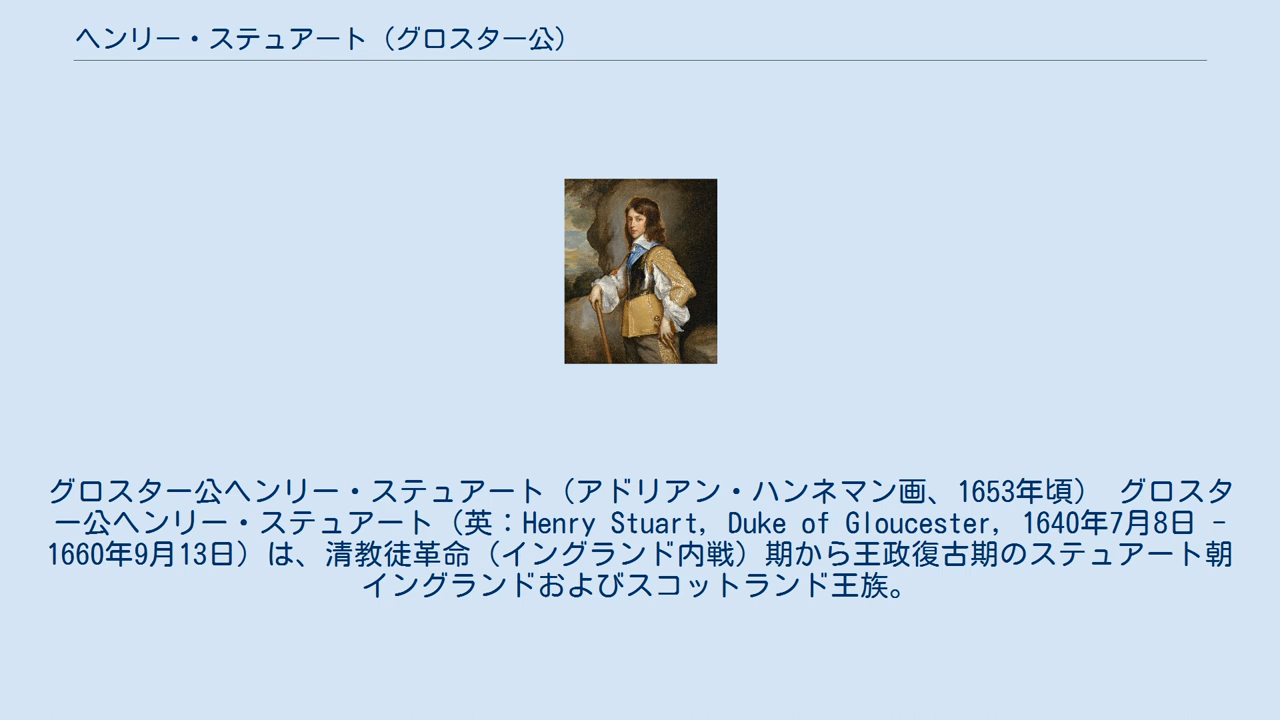 ヘンリー・ステュアート（グロスター公）
グロスター公ヘンリー・ステュアート（アドリアン・ハンネマン画、1653年頃） グロスタ
ー公ヘンリー・ステュアート（英：Henry Stuart, Duke of Gloucester, 1640年7月8日 -
1660年9月13日）は、清教徒革命（イングランド内戦）期から王政復古期のステュアート朝
イングランドおよびスコットランド王族。